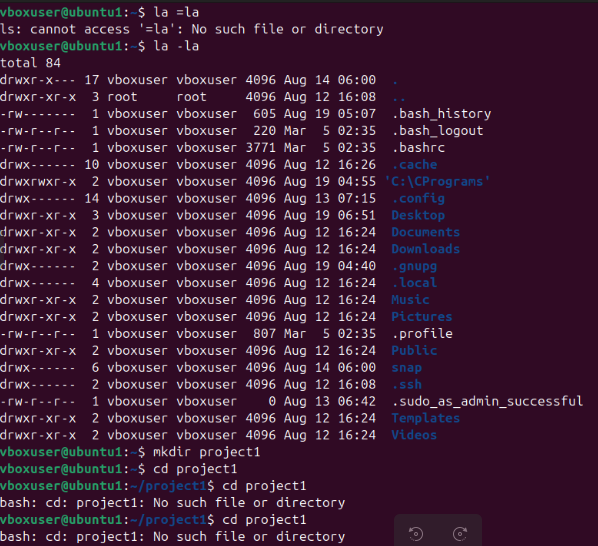 vboxuser@ubuntu1:~$ la =la
ls: cannot access '=la': No such file or directory
vboxuser@ubuntu1:~$ la -la
total 84
drwxr-x--- 17 vboxuser vboxuser 4096 Aug 14 06:00 .
drwxr-xr-x 3 root root 4096 Aug 12 16:08 ..
-rw------- 1 vboxuser vboxuser 605 Aug 19 05:07 .bash_history
-rw-r--r-- 1 vboxuser vboxuser 220 Mar 5 02:35 .bash_logout
-rw-r--r-- 1 vboxuser vboxuser 3771 Mar 5 02:35 .bashrc
drwx------ 10 vboxuser vboxuser 4096 Aug 12 16:26 .cache
drwxrwxr-x 2 vboxuser vboxuser 4096 Aug 19 04:55 'C:\CPrograms'
drwx------ 14 vboxuser vboxuser 4096 Aug 13 07:15 .config
drwxr-xr-x 3 vboxuser vboxuser 4096 Aug 19 06:51 Desktop
drwxr-xr-x 2 vboxuser vboxuser 4096 Aug 12 16:24 Documents
drwxr-xr-x 2 vboxuser vboxuser 4096 Aug 12 16:24 Downloads
drwx------ 2 vboxuser vboxuser 4096 Aug 19 04:40 .gnupg
drwx------ 4 vboxuser vboxuser 4096 Aug 12 16:24 .local
drwxr-xr-x 2 vboxuser vboxuser 4096 Aug 12 16:24 Music
drwxr-xr-x 2 vboxuser vboxuser 4096 Aug 12 16:24 Pictures
-rw-r--r-- 1 vboxuser vboxuser 807 Mar 5 02:35 .profile
drwxr-xr-x 2 vboxuser vboxuser 4096 Aug 12 16:24 Public
drwx------ 6 vboxuser vboxuser 4096 Aug 14 06:00 snap
drwx------ 2 vboxuser vboxuser 4096 Aug 12 16:08 .ssh
-rw-r--r-- 1 vboxuser vboxuser 0 Aug 13 06:42 .sudo_as_admin_successful
drwxr-xr-x 2 vboxuser vboxuser 4096 Aug 12 16:24 Templates
drwxr-xr-x 2 vboxuser vboxuser 4096 Aug 12 16:24 Videos
vboxuser@ubuntu1:~$ mkdir project1
vboxuser@ubuntu1:~$ cd project1
vboxuser@ubuntu1:~/project1$ cd project1
bash: cd: project1: No such file or directory
vboxuser@ubuntu1:~/project1$ cd project1
bash: cd: project1: No such file or directory